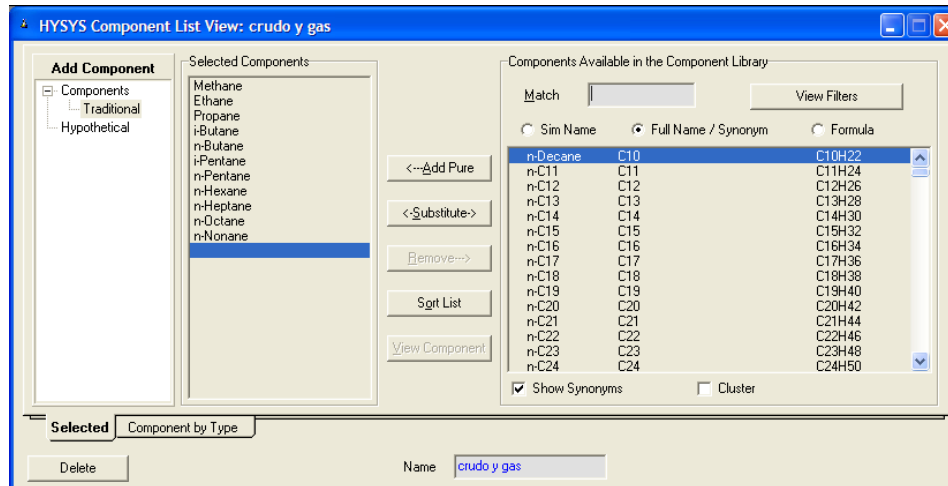 HYSYS Component List View: crudo y gas
Add Component
Components
Traditional
Hypothetical
Selected Components
Methane
Ethane
Propane
i-Butane
n-Butane
i-Pentane
n-Pentane
n-Hexane
n-Heptane
n-Octane
n-Nonane
<---Add Pure
<-Substitute->
Remove--->
Sort List
View Component
Components Available in the Component Library
Match
View Filters
Sim Name Full Name / Synonym Formula
n-Decane C10 C10H22
n-C11 C11 C11H24
n-C12 C12 C12H26
n-C13 C13 C13H28
n-C14 C14 C14H30
n-C15 C15 C15H32
n-C16 C16 C16H34
n-C17 C17 C17H36
n-C18 C18 C18H38
n-C19 C19 C19H40
n-C20 C20 C20H42
n-C21 C21 C21H44
n-C22 C22 C22H46
n-C23 C23 C23H48
n-C24 C24 C24H50
Show Synonyms Cluster
Selected Component by Type
Delete Name crudo y gas